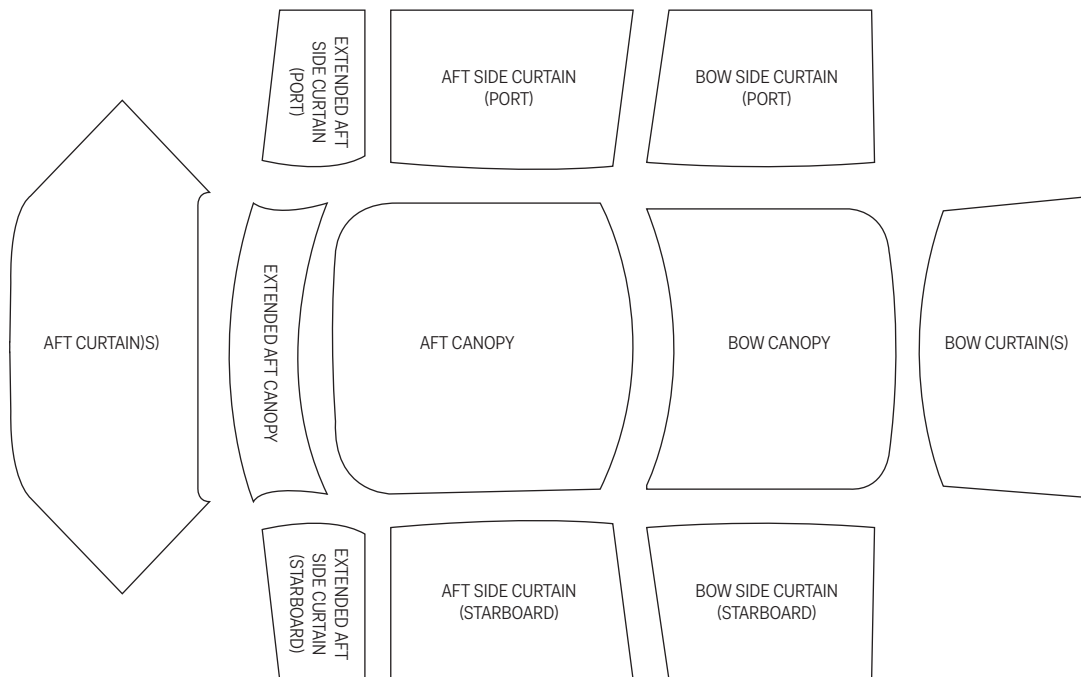 EXTENDED AFT
SIDE CURTAIN
(PORT)
AFT SIDE CURTAIN
(PORT)
BOW SIDE CURTAIN
(PORT)
AFT CURTAIN)S)
EXTENDED AFT CANOPY
AFT CANOPY
BOW CANOPY
BOW CURTAIN(S)
EXTENDED AFT
SIDE CURTAIN
(STARBOARD)
AFT SIDE CURTAIN
(STARBOARD)
BOW SIDE CURTAIN
(STARBOARD)